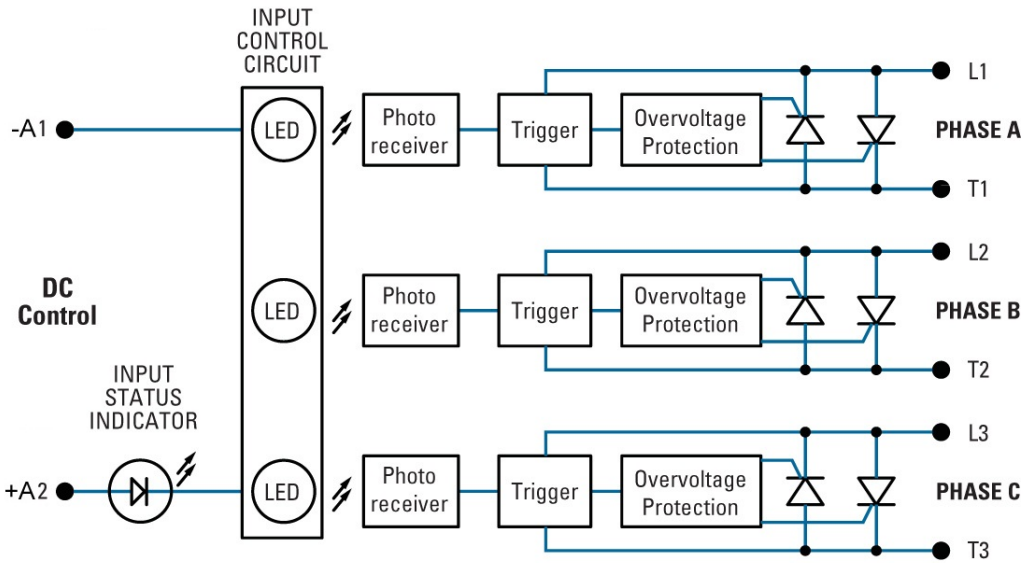 INPUT
CONTROL
CIRCUIT
-A1
LED
Photo
receiver
Trigger
Overvoltage
Protection
L1
PHASE A
T1
DC
Control
LED
Photo
receiver
Trigger
Overvoltage
Protection
L2
PHASE B
T2
INPUT
STATUS
INDICATOR
+A2
LED
Photo
receiver
Trigger
Overvoltage
Protection
L3
PHASE C
T3